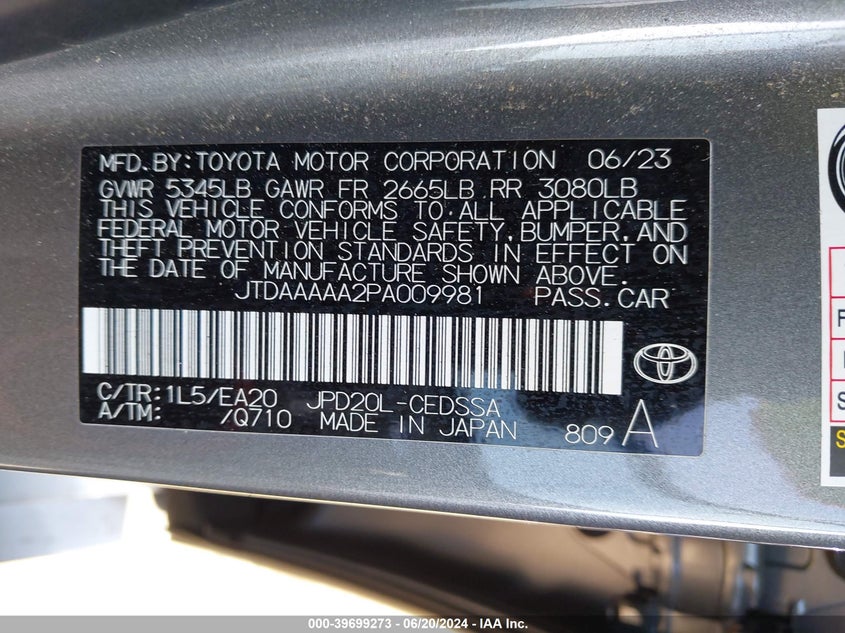 MFD.BY:TOYOTA MOTOR CORPORATION 06/23
GVWR 5345LB GAWR FR 2665LB RR 3080LB
THIS VEHICLE CONFORMS TO ALL APPLICABLE
FEDERAL MOTOR VEHICLE SAFETY,BUMPER,AND
THEFT PREVENTION STANDARDS IN EFFECT ON
THE DATE OF MANUFACTURE SHOWN ABOVE.
JTDAAAAA2PA009981 PASS.CAR
C/TR:1L5/EA20 JPD20L-CEDSSA
A/TM: /Q710 MADE IN JAPAN 809 A
000-39699273 - 06/20/2024 - IAA Inc.